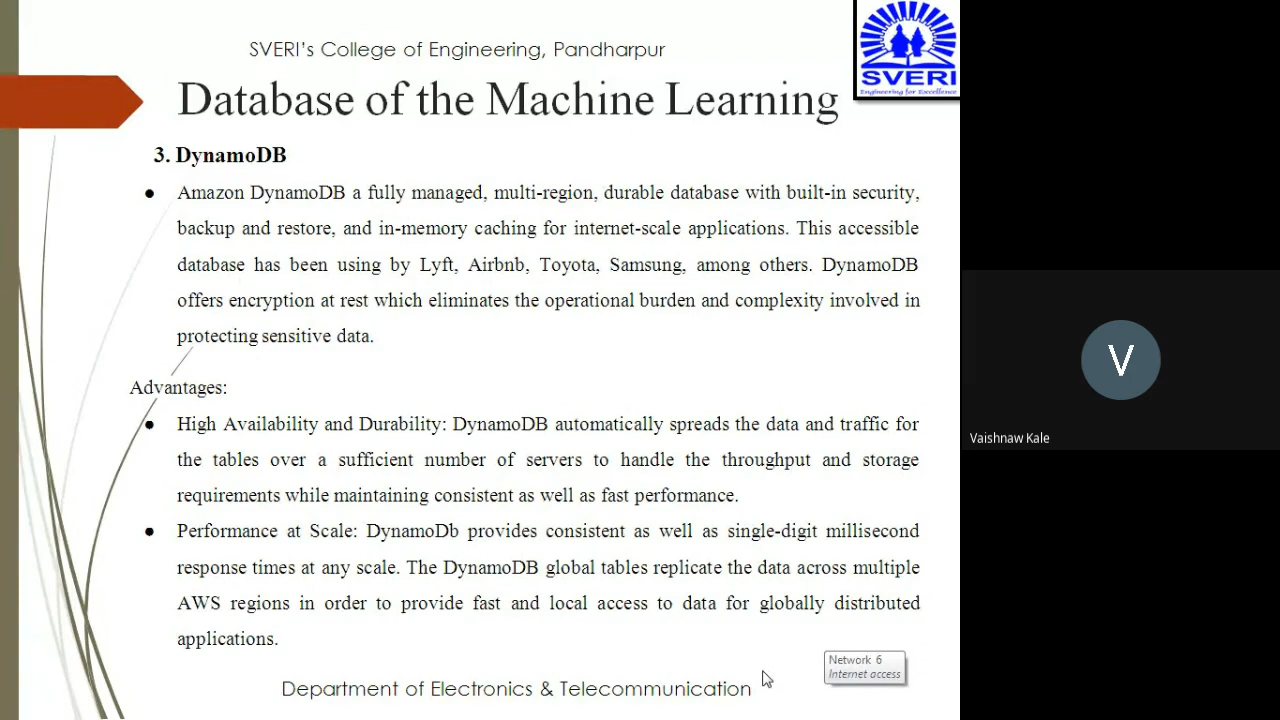 SVERI's College of Engineering, Pandharpur
SVERI
Engineering for Excellence
Database of the Machine Learning
3. DynamoDB
● Amazon DynamoDB a fully managed, multi-region, durable database with built-in security,
backup and restore, and in-memory caching for internet-scale applications. This accessible
database has been using by Lyft, Airbnb, Toyota, Samsung, among others. DynamoDB
offers encryption at rest which eliminates the operational burden and complexity involved in
protecting sensitive data.
Advantages:
● High Availability and Durability: DynamoDB automatically spreads the data and traffic for
the tables over a sufficient number of servers to handle the throughput and storage
requirements while maintaining consistent as well as fast performance.
● Performance at Scale: DynamoDb provides consistent as well as single-digit millisecond
response times at any scale. The DynamoDB global tables replicate the data across multiple
AWS regions in order to provide fast and local access to data for globally distributed
applications.
Network 6
Internet access
Department of Electronics & Telecommunication
V
Vaishnaw Kale